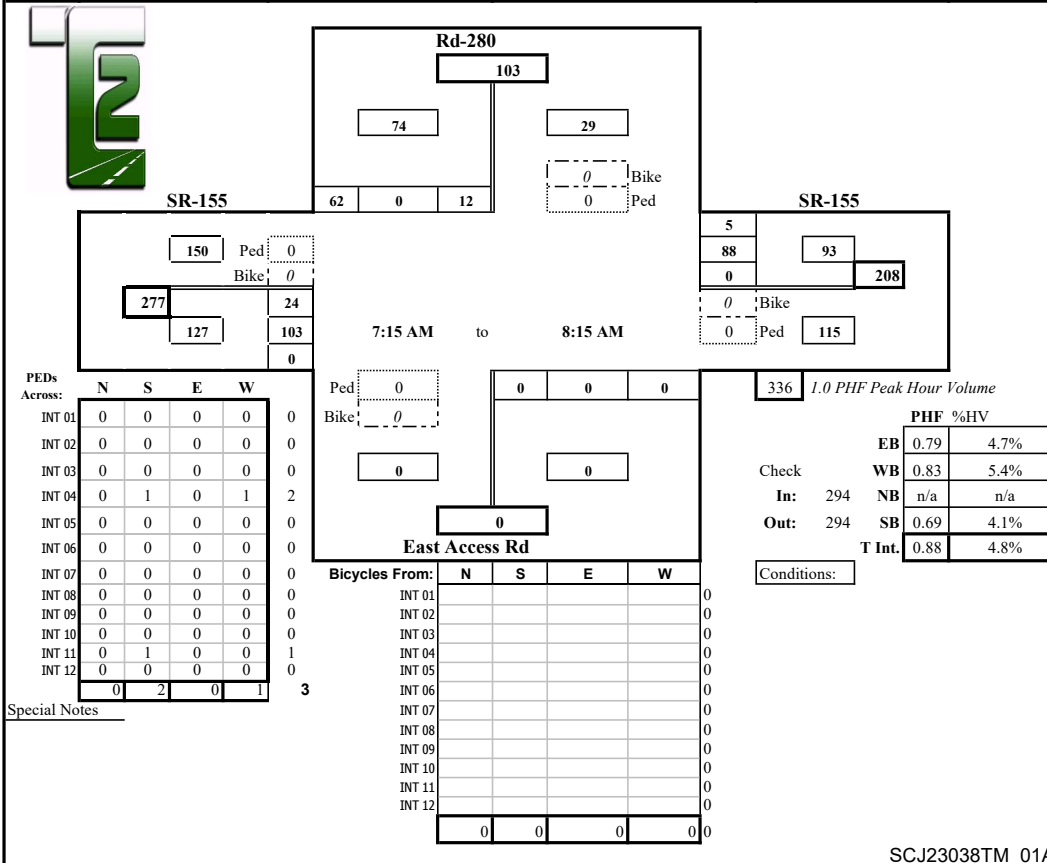 T2
Rd-280
103
74 29
0 Bike
0 Ped
62 0 12
SR-155 SR-155
150 Ped 0
Bike 0
277 24
127 103
0
5
88 93
0 208
0 Bike
0 Ped 115
7:15 AM to 8:15 AM
Ped 0 0 0 0
Bike 0
0 0
0
East Access Rd
336 1.0 PHF Peak Hour Volume
PHF %HV
EB 0.79 4.7%
Check WB 0.83 5.4%
In: 294 NB n/a n/a
Out: 294 SB 0.69 4.1%
T Int. 0.88 4.8%
Conditions:
PEDs
Across: N S E W
INT 01 0 0 0 0 0
INT 02 0 0 0 0 0
INT 03 0 0 0 0 0
INT 04 0 1 0 1 2
INT 05 0 0 0 0 0
INT 06 0 0 0 0 0
INT 07 0 0 0 0 0
INT 08 0 0 0 0 0
INT 09 0 0 0 0 0
INT 10 0 0 0 0 0
INT 11 0 1 0 0 1
INT 12 0 0 0 0 0
0 2 0 1 3
Special Notes
Bicycles From: N S E W
INT 01 0
INT 02 0
INT 03 0
INT 04 0
INT 05 0
INT 06 0
INT 07 0
INT 08 0
INT 09 0
INT 10 0
INT 11 0
INT 12 0
0 0 0 0 0
SCJ23038TM_01A